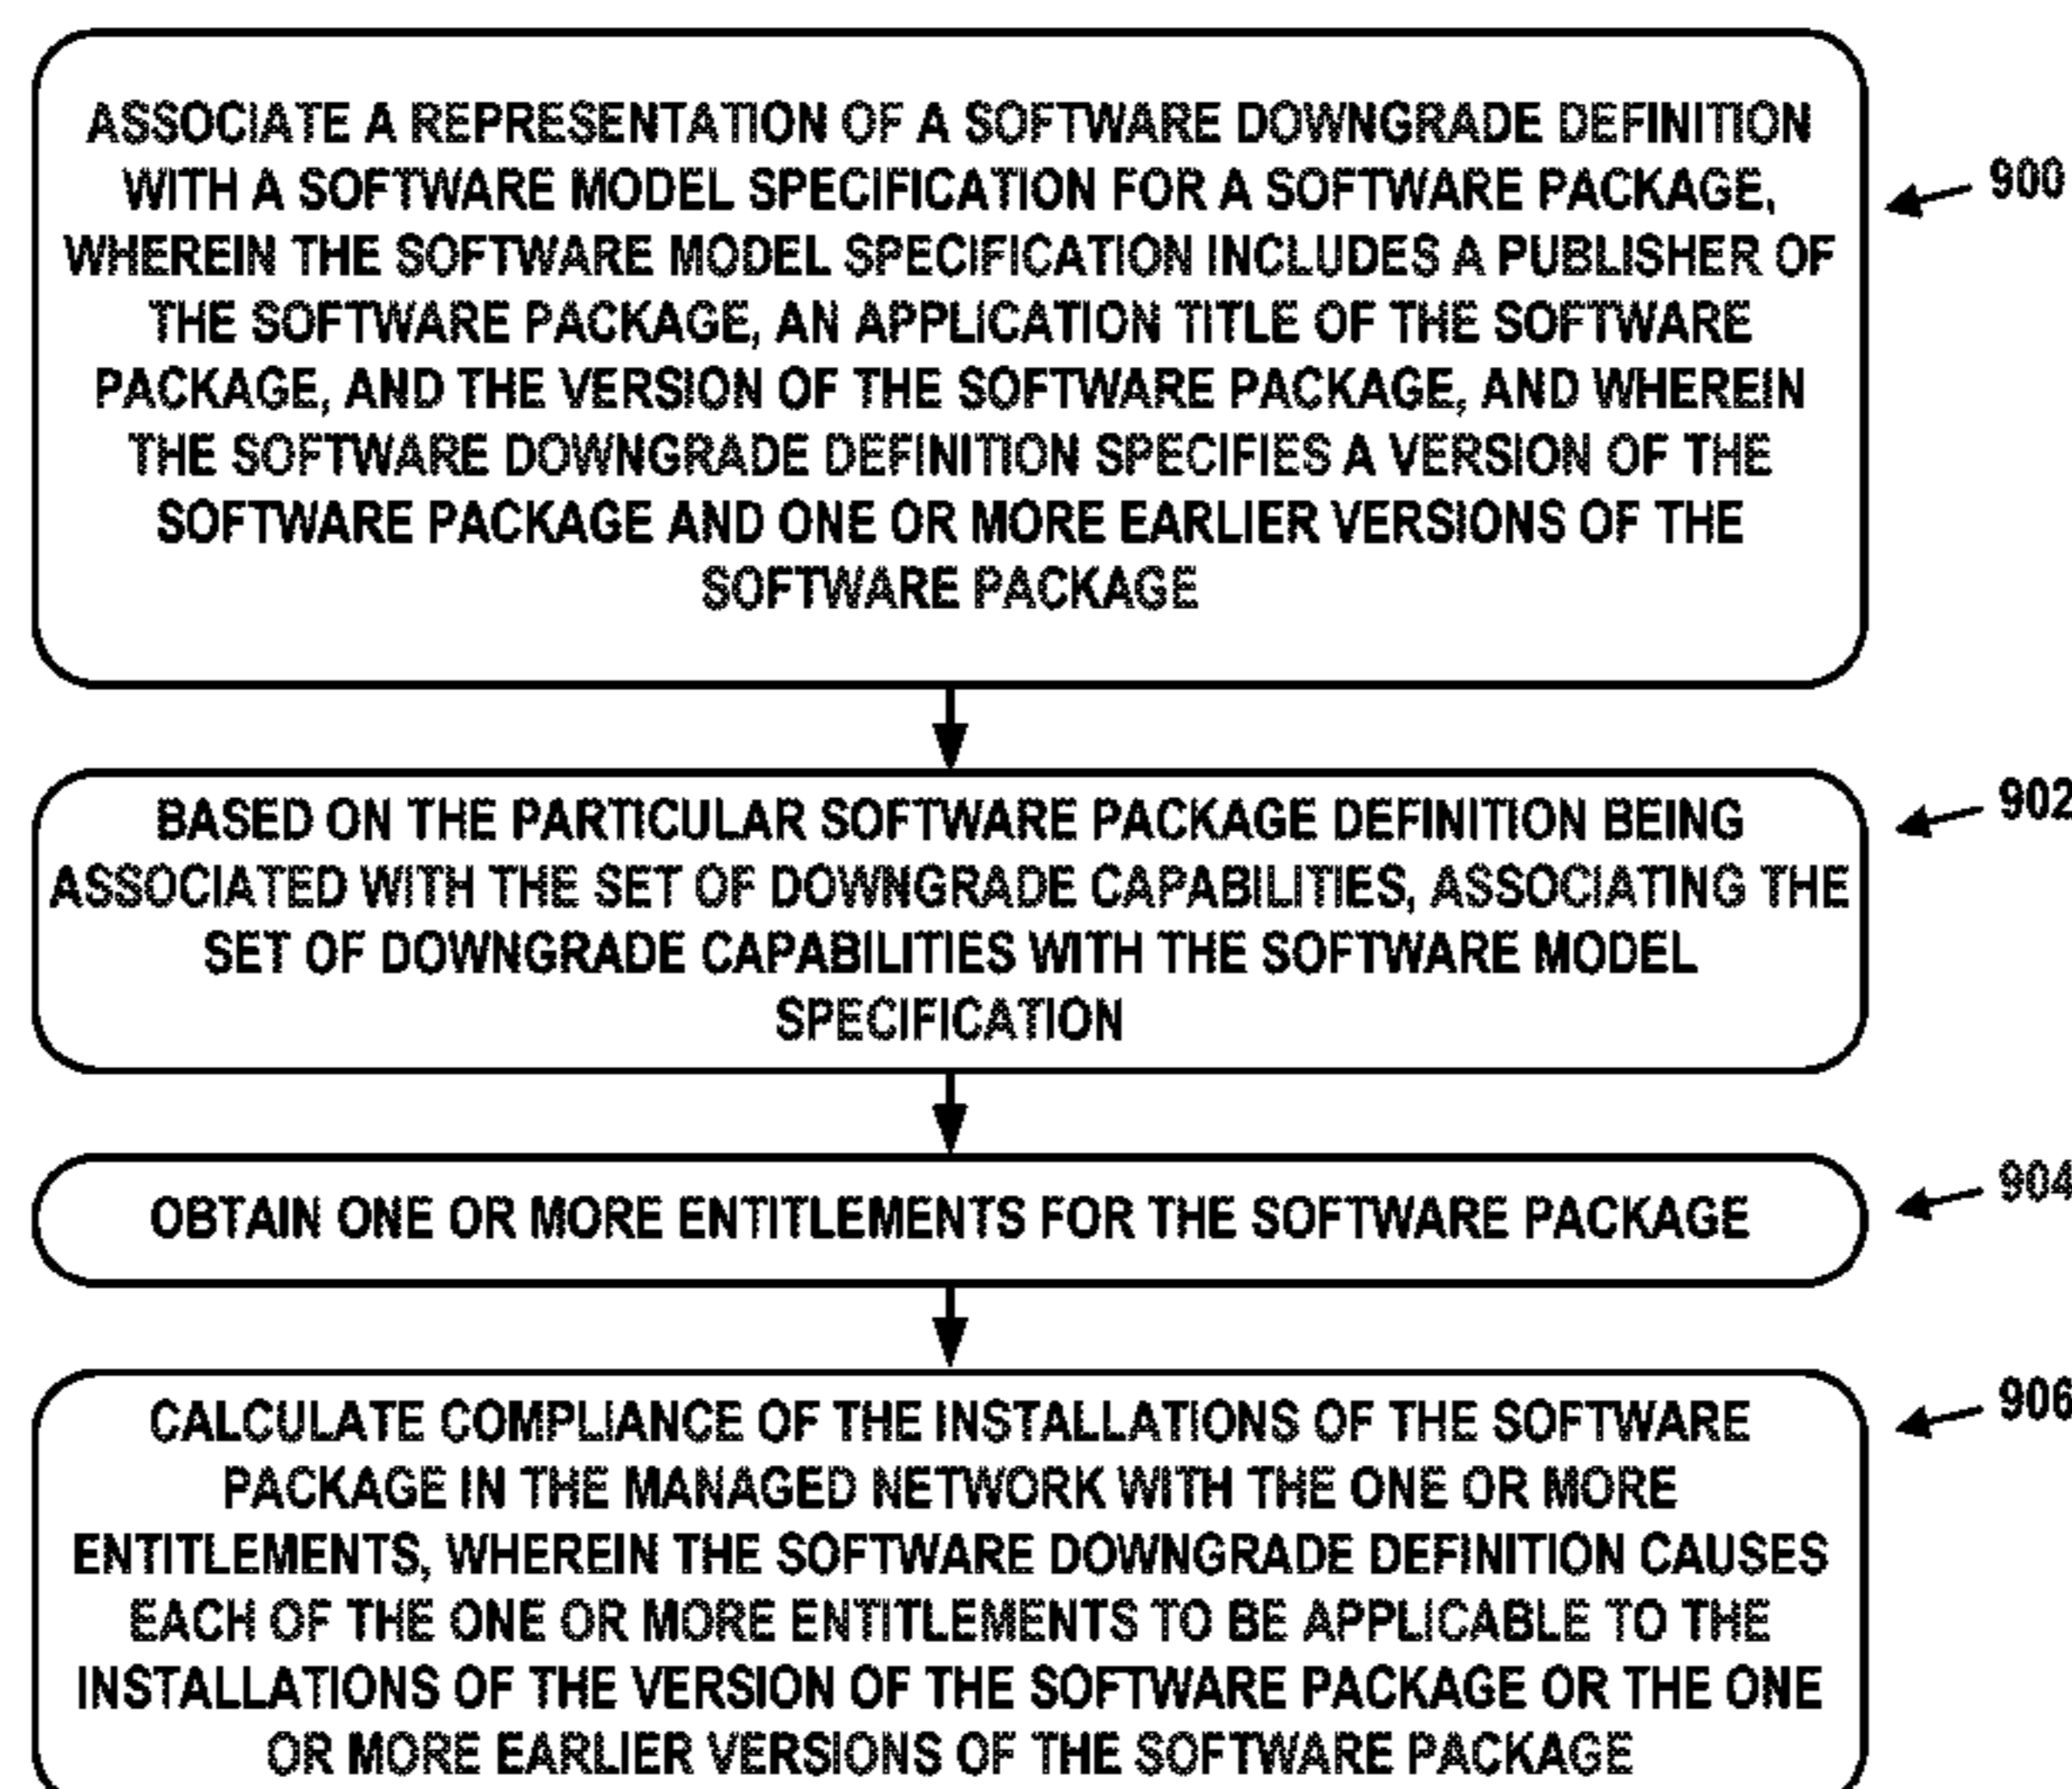 ASSOCIATE A REPRESENTATION OF A SOFTWARE DOWNGRADE DEFINITION
WITH A SOFTWARE MODEL SPECIFICATION FOR A SOFTWARE PACKAGE,
WHEREIN THE SOFTWARE MODEL SPECIFICATION INCLUDES A PUBLISHER OF
THE SOFTWARE PACKAGE, AN APPLICATION TITLE OF THE SOFTWARE
PACKAGE, AND THE VERSION OF THE SOFTWARE PACKAGE, AND WHEREIN
THE SOFTWARE DOWNGRADE DEFINITION SPECIFIES A VERSION OF THE
SOFTWARE PACKAGE AND ONE OR MORE EARLIER VERSIONS OF THE
SOFTWARE PACKAGE
900
BASED ON THE PARTICULAR SOFTWARE PACKAGE DEFINITION BEING
ASSOCIATED WITH THE SET OF DOWNGRADE CAPABILITIES, ASSOCIATING THE
SET OF DOWNGRADE CAPABILITIES WITH THE SOFTWARE MODEL
SPECIFICATION
902
OBTAIN ONE OR MORE ENTITLEMENTS FOR THE SOFTWARE PACKAGE
904
CALCULATE COMPLIANCE OF THE INSTALLATIONS OF THE SOFTWARE
PACKAGE IN THE MANAGED NETWORK WITH THE ONE OR MORE
ENTITLEMENTS, WHEREIN THE SOFTWARE DOWNGRADE DEFINITION CAUSES
EACH OF THE ONE OR MORE ENTITLEMENTS TO BE APPLICABLE TO THE
INSTALLATIONS OF THE VERSION OF THE SOFTWARE PACKAGE OR THE ONE
OR MORE EARLIER VERSIONS OF THE SOFTWARE PACKAGE
906